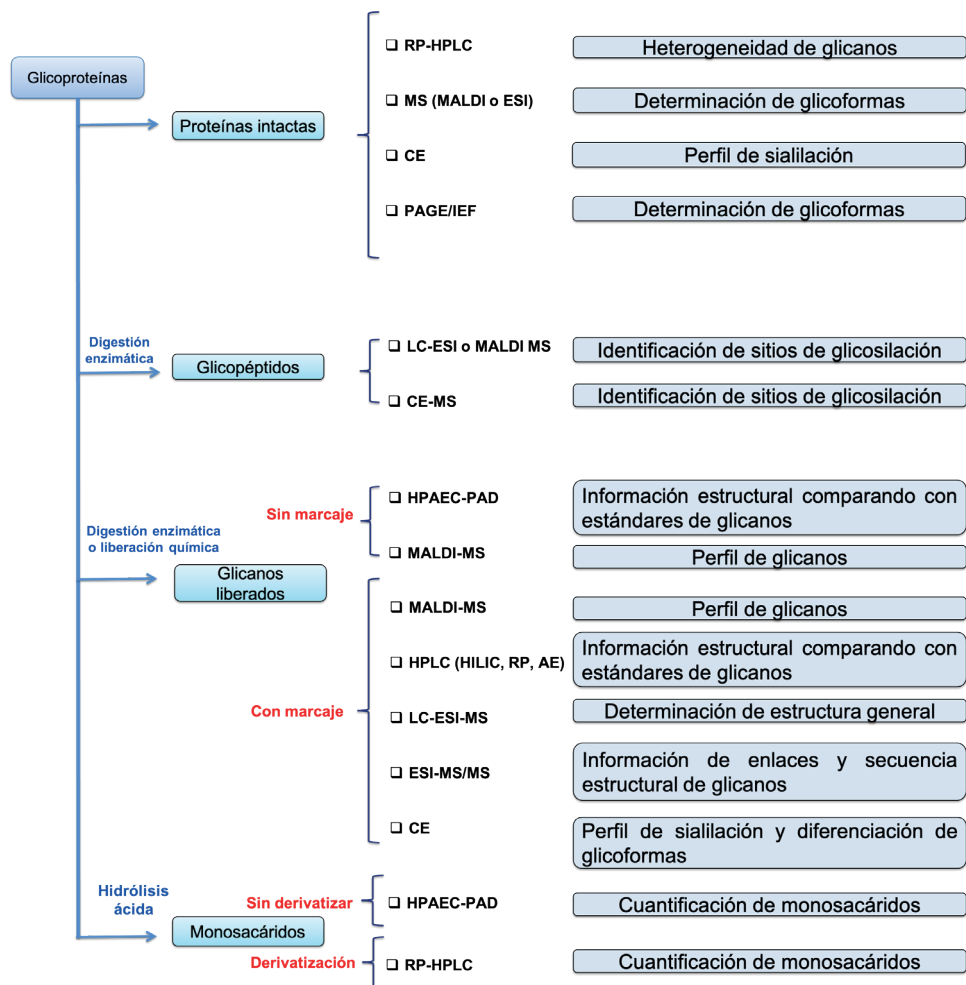 Glicoproteínas
Proteínas intactas
❑ RP-HPLC
Heterogeneidad de glicanos
❑ MS (MALDI o ESI)
Determinación de glicoformas
❑ CE
Perfil de sialilación
❑ PAGE/IEF
Determinación de glicoformas
Digestión
enzimática
Glicopéptidos
❑ LC-ESI o MALDI MS
Identificación de sitios de glicosilación
❑ CE-MS
Identificación de sitios de glicosilación
Digestión enzimática
o liberación química
Glicanos
liberados
Sin marcaje
❑ HPAEC-PAD
Información estructural comparando con
estándares de glicanos
❑ MALDI-MS
Perfil de glicanos
Con marcaje
❑ MALDI-MS
Perfil de glicanos
❑ HPLC (HILIC, RP, AE)
Información estructural comparando con
estándares de glicanos
❑ LC-ESI-MS
Determinación de estructura general
❑ ESI-MS/MS
Información de enlaces y secuencia
estructural de glicanos
❑ CE
Perfil de sialilación y diferenciación de
glicoformas
Hidrólisis
ácida
Monosacáridos
Sin derivatizar
❑ HPAEC-PAD
Cuantificación de monosacáridos
Derivatización
❑ RP-HPLC
Cuantificación de monosacáridos